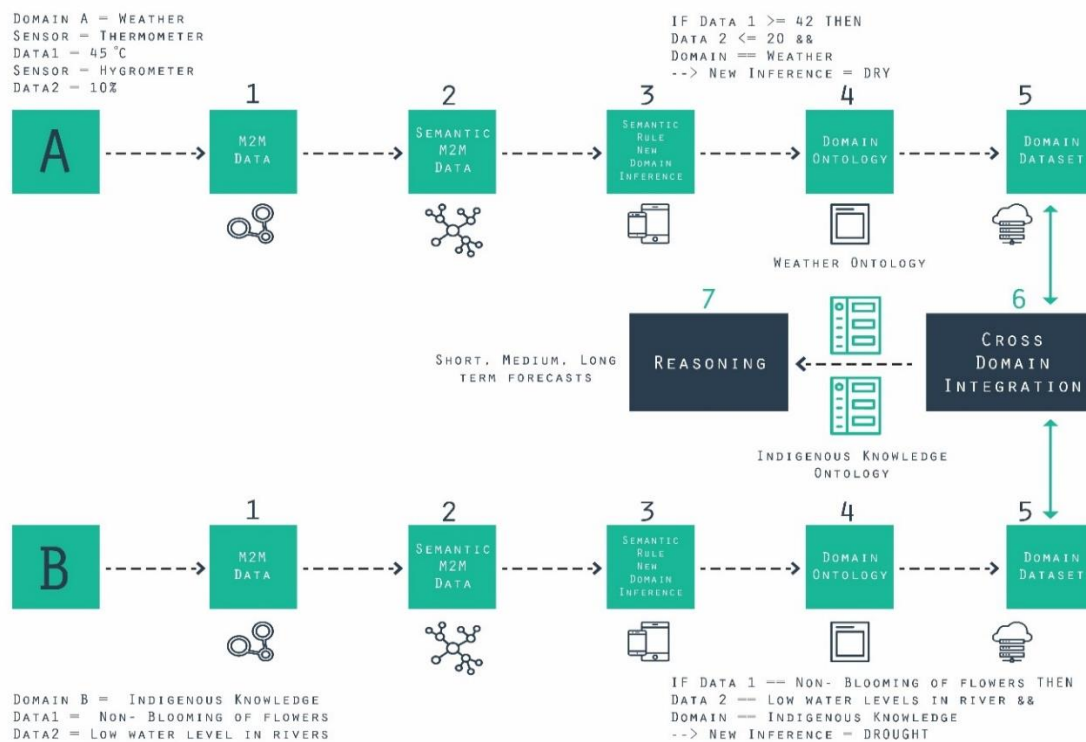 DOMAIN A = WEATHER
SENSOR = THERMOMETER
DATA1 = 45 °C
SENSOR = HYGROMETER
DATA2 = 10%
IF DATA 1 >= 42 THEN
DATA 2 <= 20 &&
DOMAIN == WEATHER
--> NEW INFERENCE = DRY
1
2
3
4
5
A
M2M
DATA
SEMANTIC
M2M
DATA
SEMANTIC
RULE
NEW
DOMAIN
INFERENCE
DOMAIN
ONTOLOGY
DOMAIN
DATASET
WEATHER ONTOLOGY
7
6
SHORT, MEDIUM, LONG
TERM FORECASTS
REASONING
CROSS
DOMAIN
INTEGRATION
INDIGENOUS KNOWLEDGE
ONTOLOGY
1
2
3
4
5
B
M2M
DATA
SEMANTIC
M2M
DATA
SEMANTIC
RULE
NEW
DOMAIN
INFERENCE
DOMAIN
ONTOLOGY
DOMAIN
DATASET
DOMAIN B = INDIGENOUS KNOWLEDGE
DATA1 = NON- BLOOMING OF FLOWERS
DATA2 = LOW WATER LEVEL IN RIVERS
IF DATA 1 == NON- BLOOMING OF FLOWERS THEN
DATA 2 == LOW WATER LEVELS IN RIVER &&
DOMAIN == INDIGENOUS KNOWLEDGE
--> NEW INFERENCE = DROUGHT